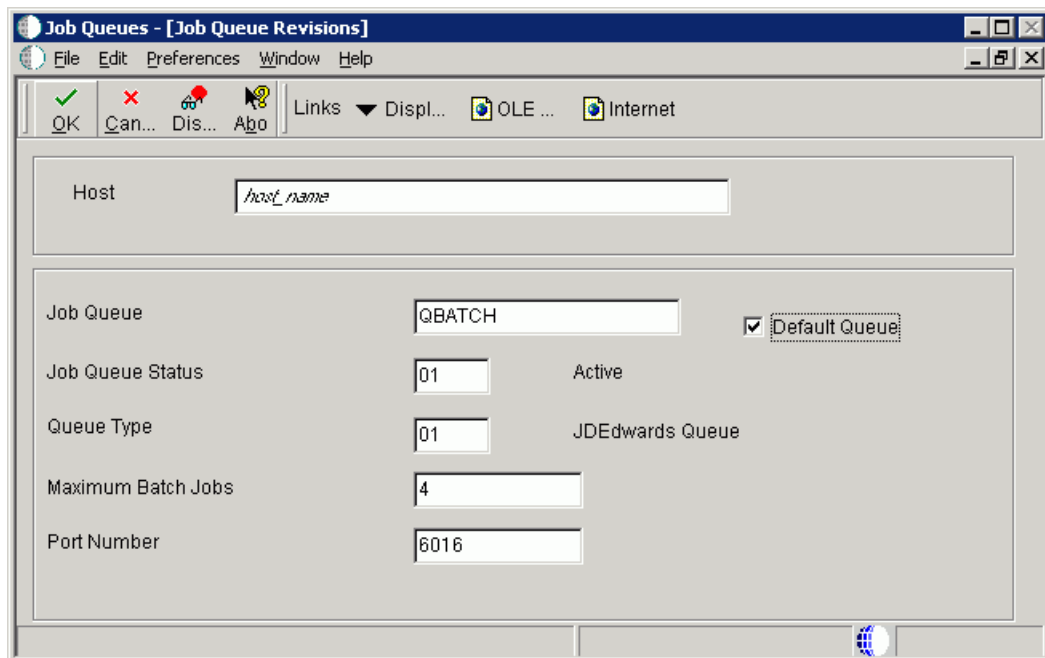 Job Queues - [Job Queue Revisions]
File Edit Preferences Window Help
OK Can... Dis... Abo Links Displ... OLE ... Internet
Host host_name
Job Queue QBATCH Default Queue
Job Queue Status 01 Active
Queue Type 01 JDEdwards Queue
Maximum Batch Jobs 4
Port Number 6016